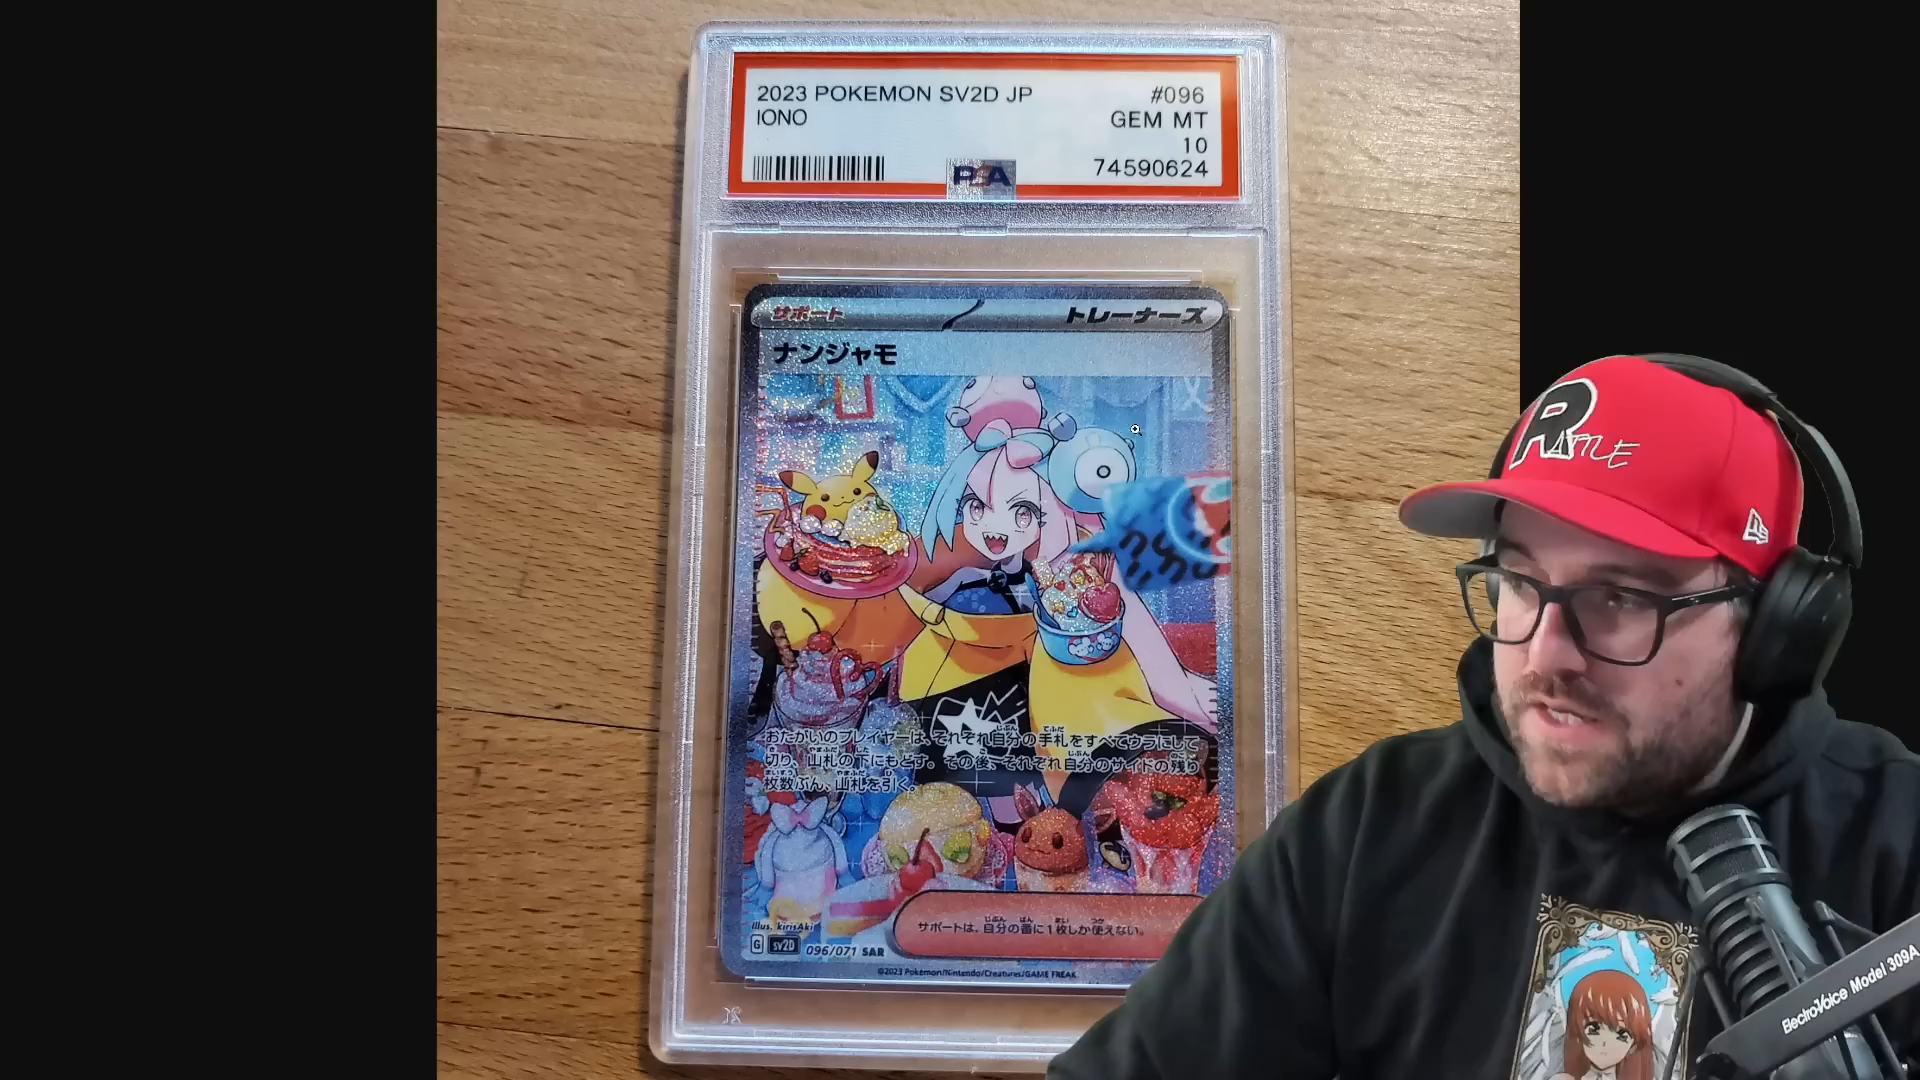 2023 POKEMON SV2D JP #096
IONO GEM MT
10
74590624
PSA
サポート トレーナーズ
ナンジャモ
おたがいのプレイヤーは、それぞれ自分の手札をすべてウラにして
切り、山札の下にもどす。その後、それぞれ自分のサイドの残り
枚数ぶん、山札を引く。
サポートは、自分の番に1枚しか使えない。
Illus. kirisAki
G sv2D 096/071 SAR
©2023 Pokémon/Nintendo/Creatures/GAME FREAK
RATTLE
ElectroVoice Model 309A